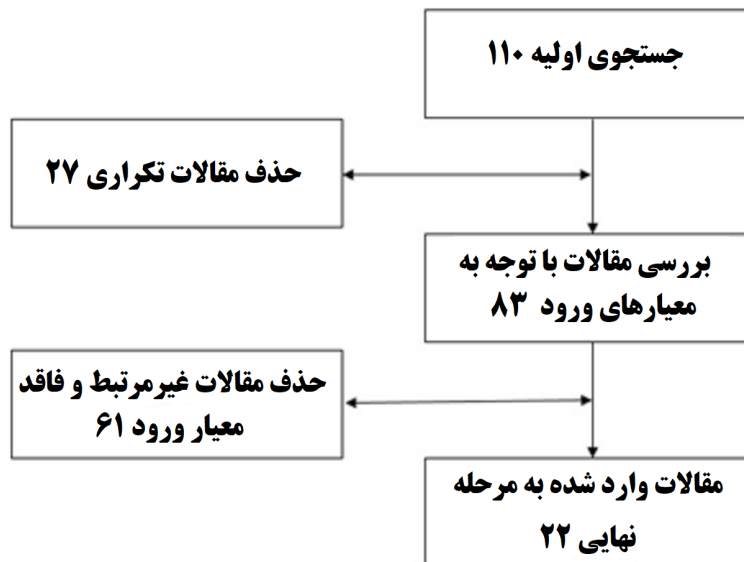 جستجوی اولیه ۱۱۰
حذف مقالات تکراری ۲۷
بررسی مقالات با توجه به
معیارهای ورود ۸۳
حذف مقالات غیرمرتبط و فاقد
معیار ورود ۶۱
مقالات وارد شده به مرحله
نهایی ۲۲